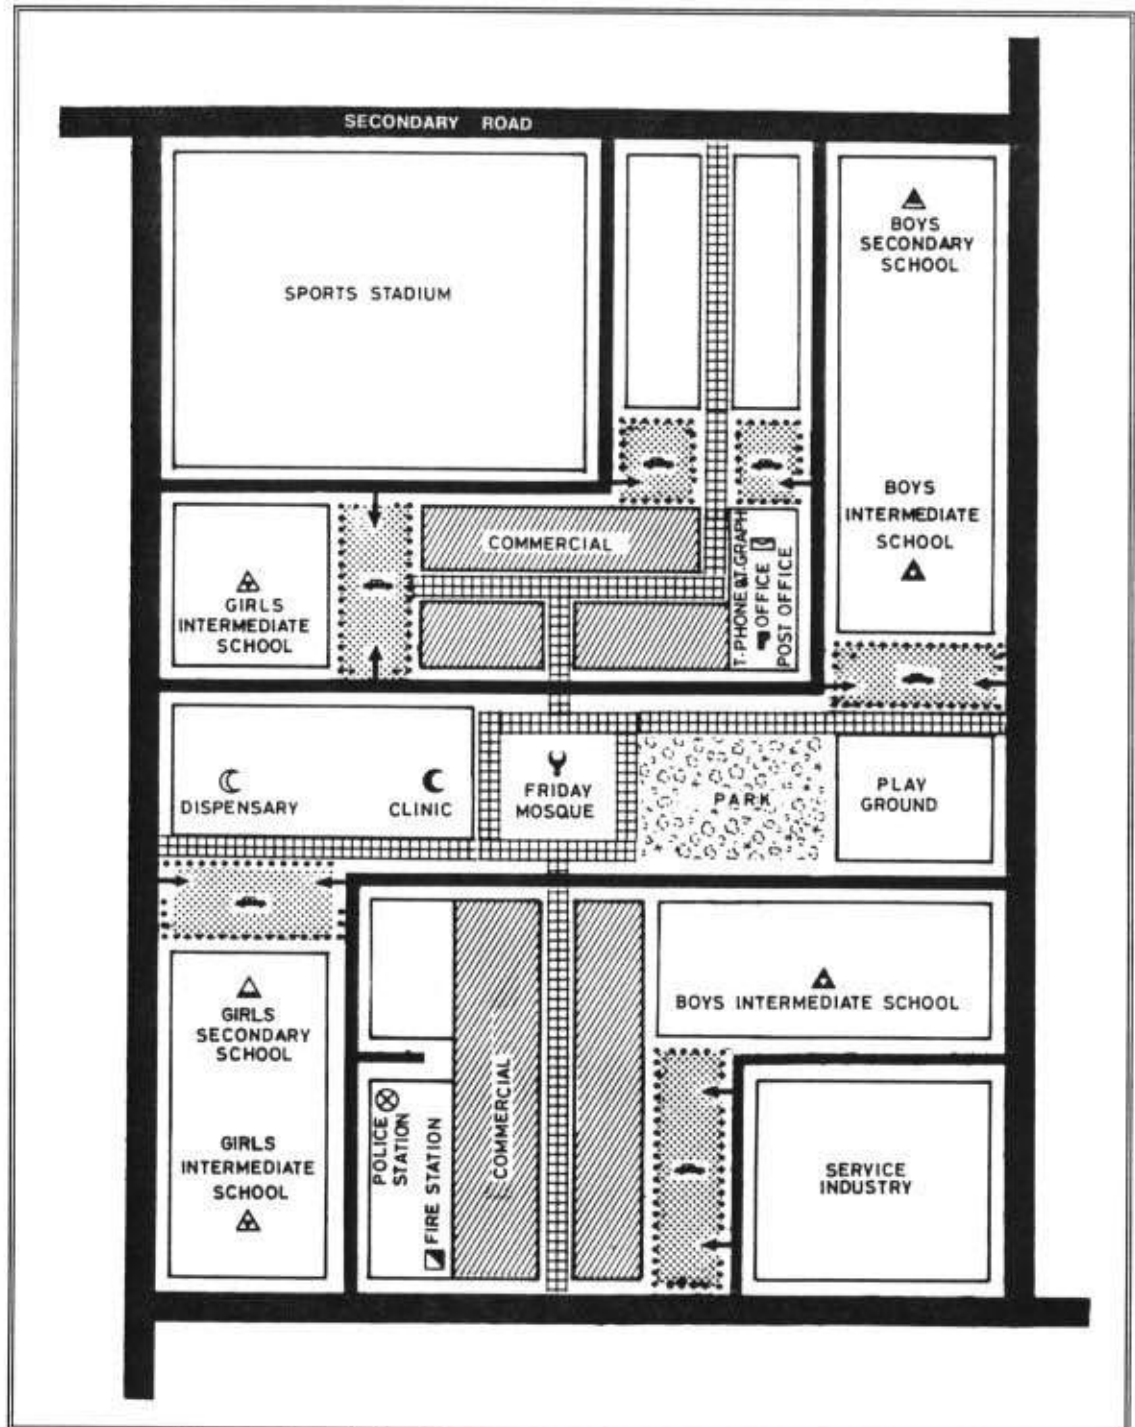 SECONDARY ROAD
SPORTS STADIUM
BOYS
SECONDARY
SCHOOL
BOYS
INTERMEDIATE
SCHOOL
COMMERCIAL
T-PHONE & T-GRAPH
OFFICE
POST OFFICE
GIRLS
INTERMEDIATE
SCHOOL
DISPENSARY
CLINIC
FRIDAY
MOSQUE
PARK
PLAY
GROUND
GIRLS
SECONDARY
SCHOOL
GIRLS
INTERMEDIATE
SCHOOL
POLICE
STATION
FIRE STATION
COMMERCIAL
BOYS INTERMEDIATE SCHOOL
SERVICE
INDUSTRY